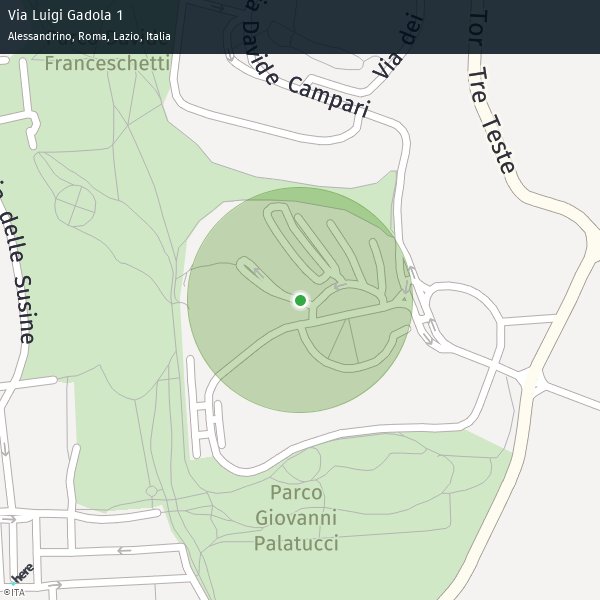 Via Luigi Gadola 1
Alessandrino, Roma, Lazio, Italia
Franceschetti
Davide Campari
Via dei
Tor Tre Teste
delle Susine
Parco
Giovanni
Palatucci
here
©ITA